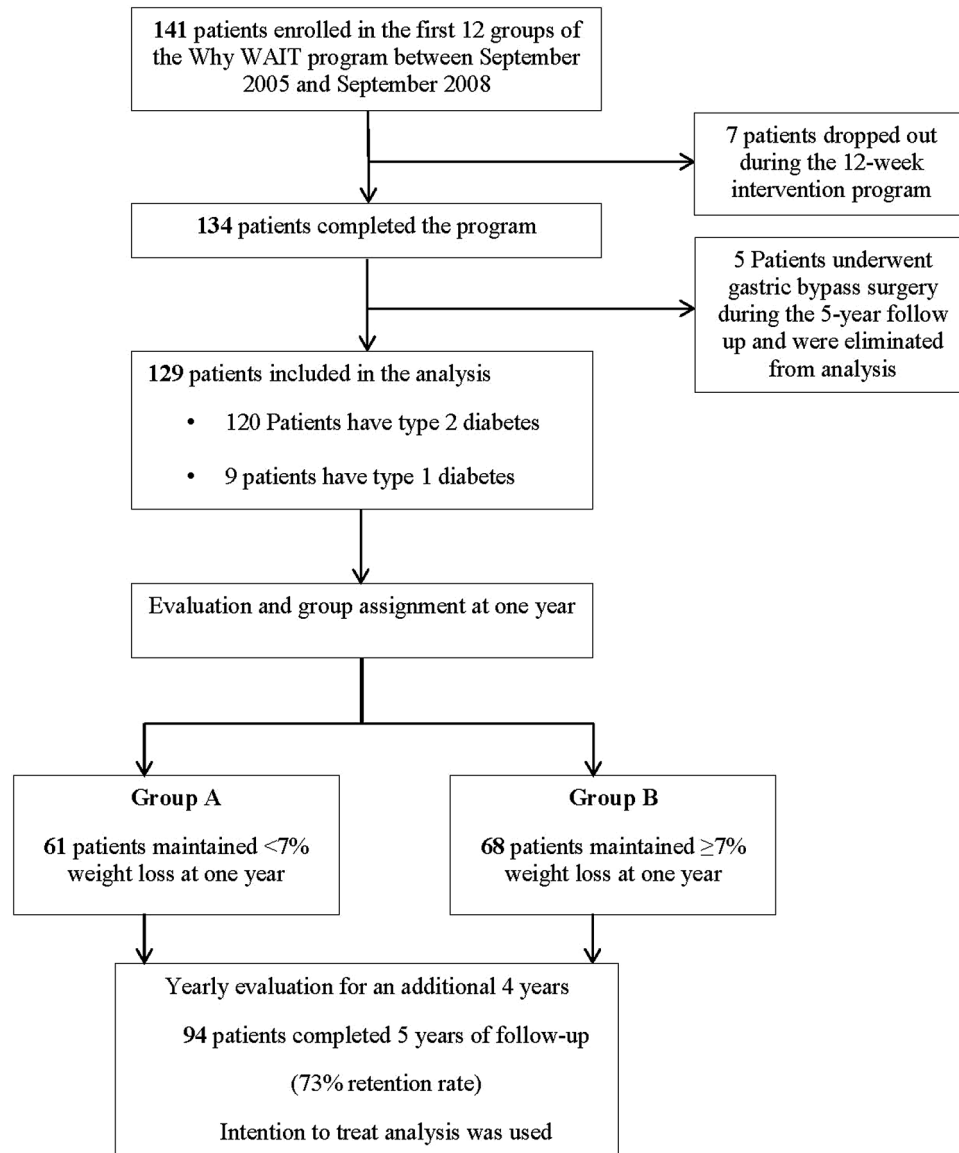 141 patients enrolled in the first 12 groups
of the Why WAIT program between September
2005 and September 2008
7 patients dropped out
during the 12-week
intervention program
134 patients completed the program
5 Patients underwent
gastric bypass surgery
during the 5-year follow
up and were eliminated
from analysis
129 patients included in the analysis
• 120 Patients have type 2 diabetes
• 9 patients have type 1 diabetes
Evaluation and group assignment at one year
Group A
61 patients maintained <7%
weight loss at one year
Group B
68 patients maintained ≥7%
weight loss at one year
Yearly evaluation for an additional 4 years
94 patients completed 5 years of follow-up
(73% retention rate)
Intention to treat analysis was used